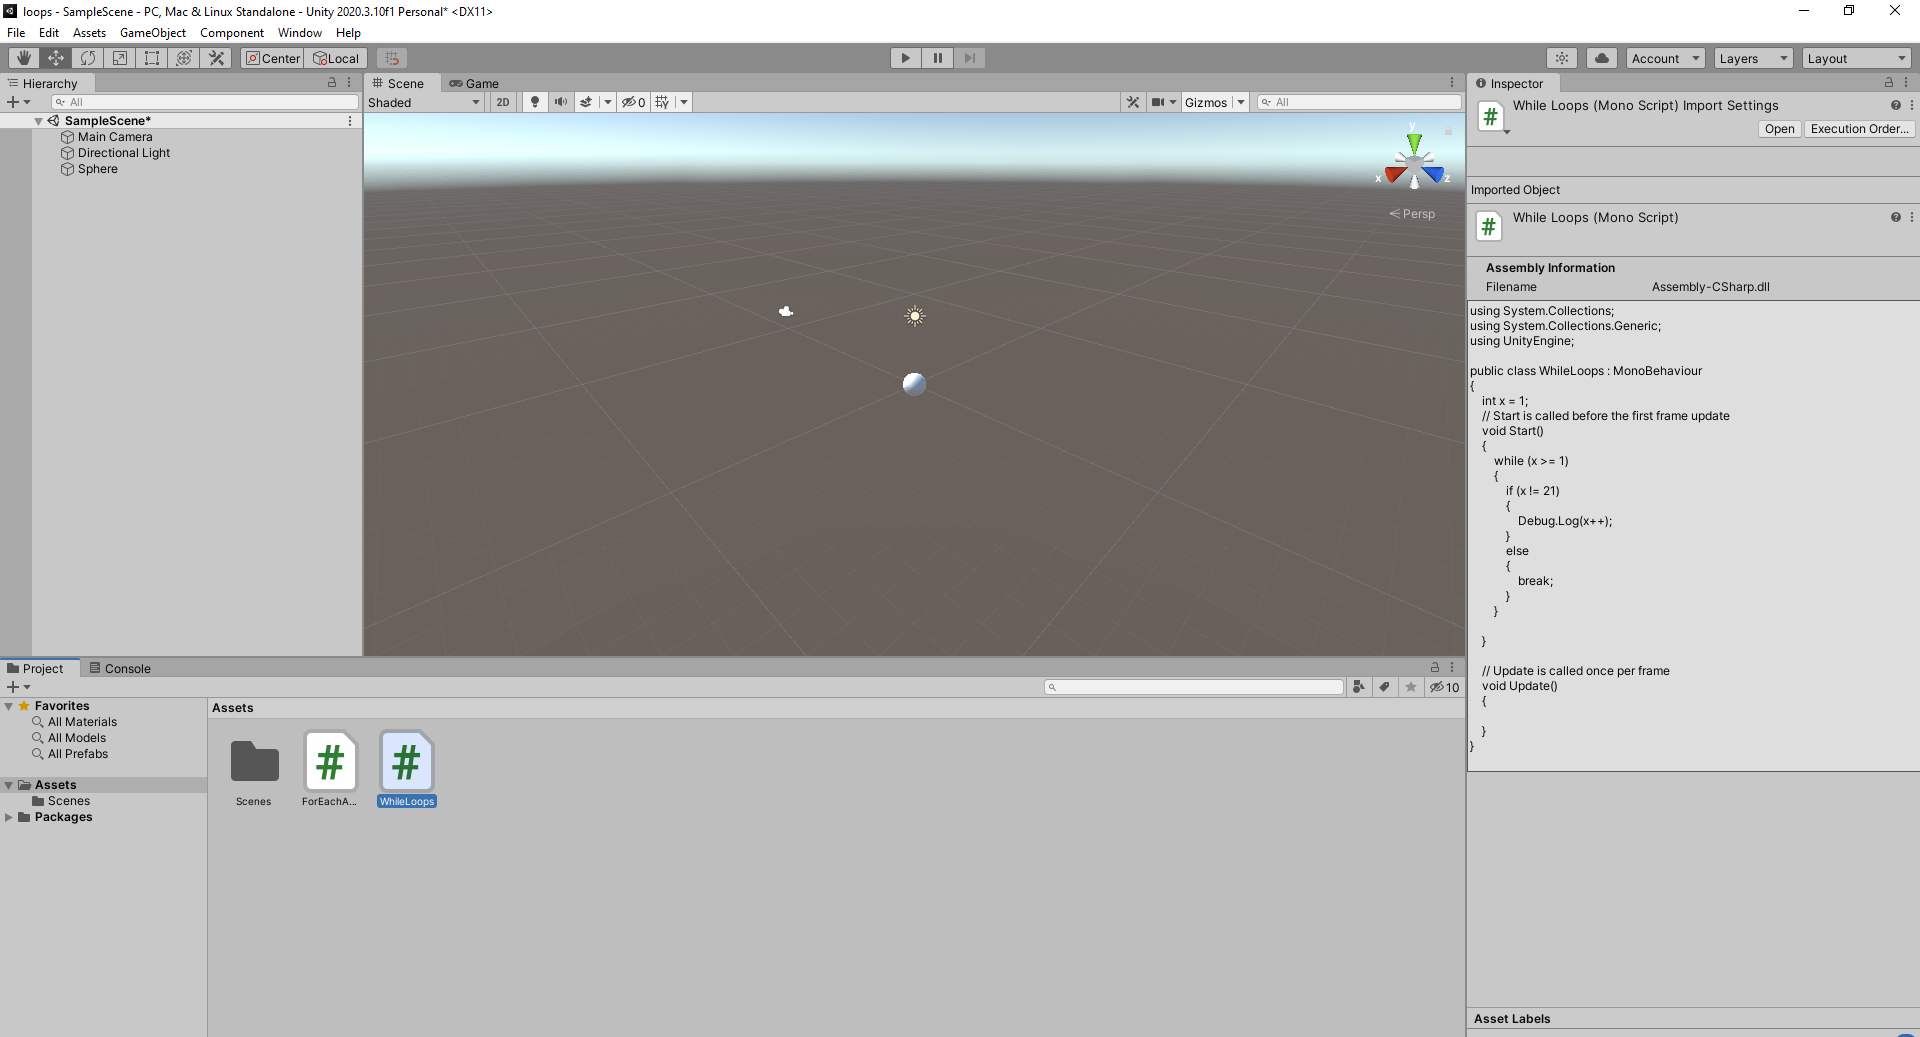 loops - SampleScene - PC, Mac & Linux Standalone - Unity 2020.3.10f1 Personal* <DX11>
File Edit Assets GameObject Component Window Help
Center Local
Account Layers Layout
Hierarchy
All
SampleScene*
Main Camera
Directional Light
Sphere
Scene Game
Shaded 2D 0 Gizmos All
y
x z
Persp
Inspector
While Loops (Mono Script) Import Settings
Open Execution Order...
Imported Object
While Loops (Mono Script)
Assembly Information
Filename Assembly-CSharp.dll
using System.Collections;
using System.Collections.Generic;
using UnityEngine;
public class WhileLoops : MonoBehaviour
{
int x = 1;
// Start is called before the first frame update
void Start()
{
while (x >= 1)
{
if (x != 21)
{
Debug.Log(x++);
}
else
{
break;
}
}
}
// Update is called once per frame
void Update()
{
}
}
Asset Labels
Project Console
10
Favorites
All Materials
All Models
All Prefabs
Assets
Scenes
Packages
Assets
# #
Scenes ForEachA... WhileLoops